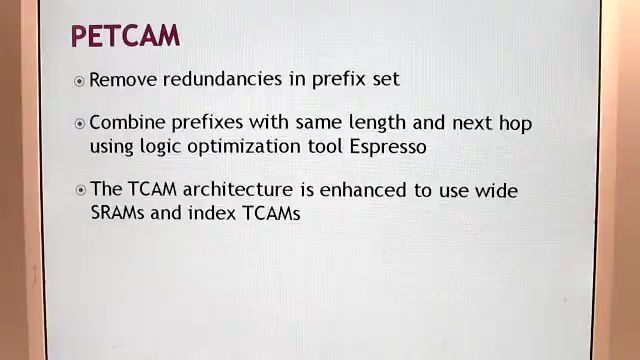 PETCAM
Remove redundancies in prefix set
Combine prefixes with same length and next hop
using logic optimization tool Espresso
The TCAM architecture is enhanced to use wide
SRAMs and index TCAMs